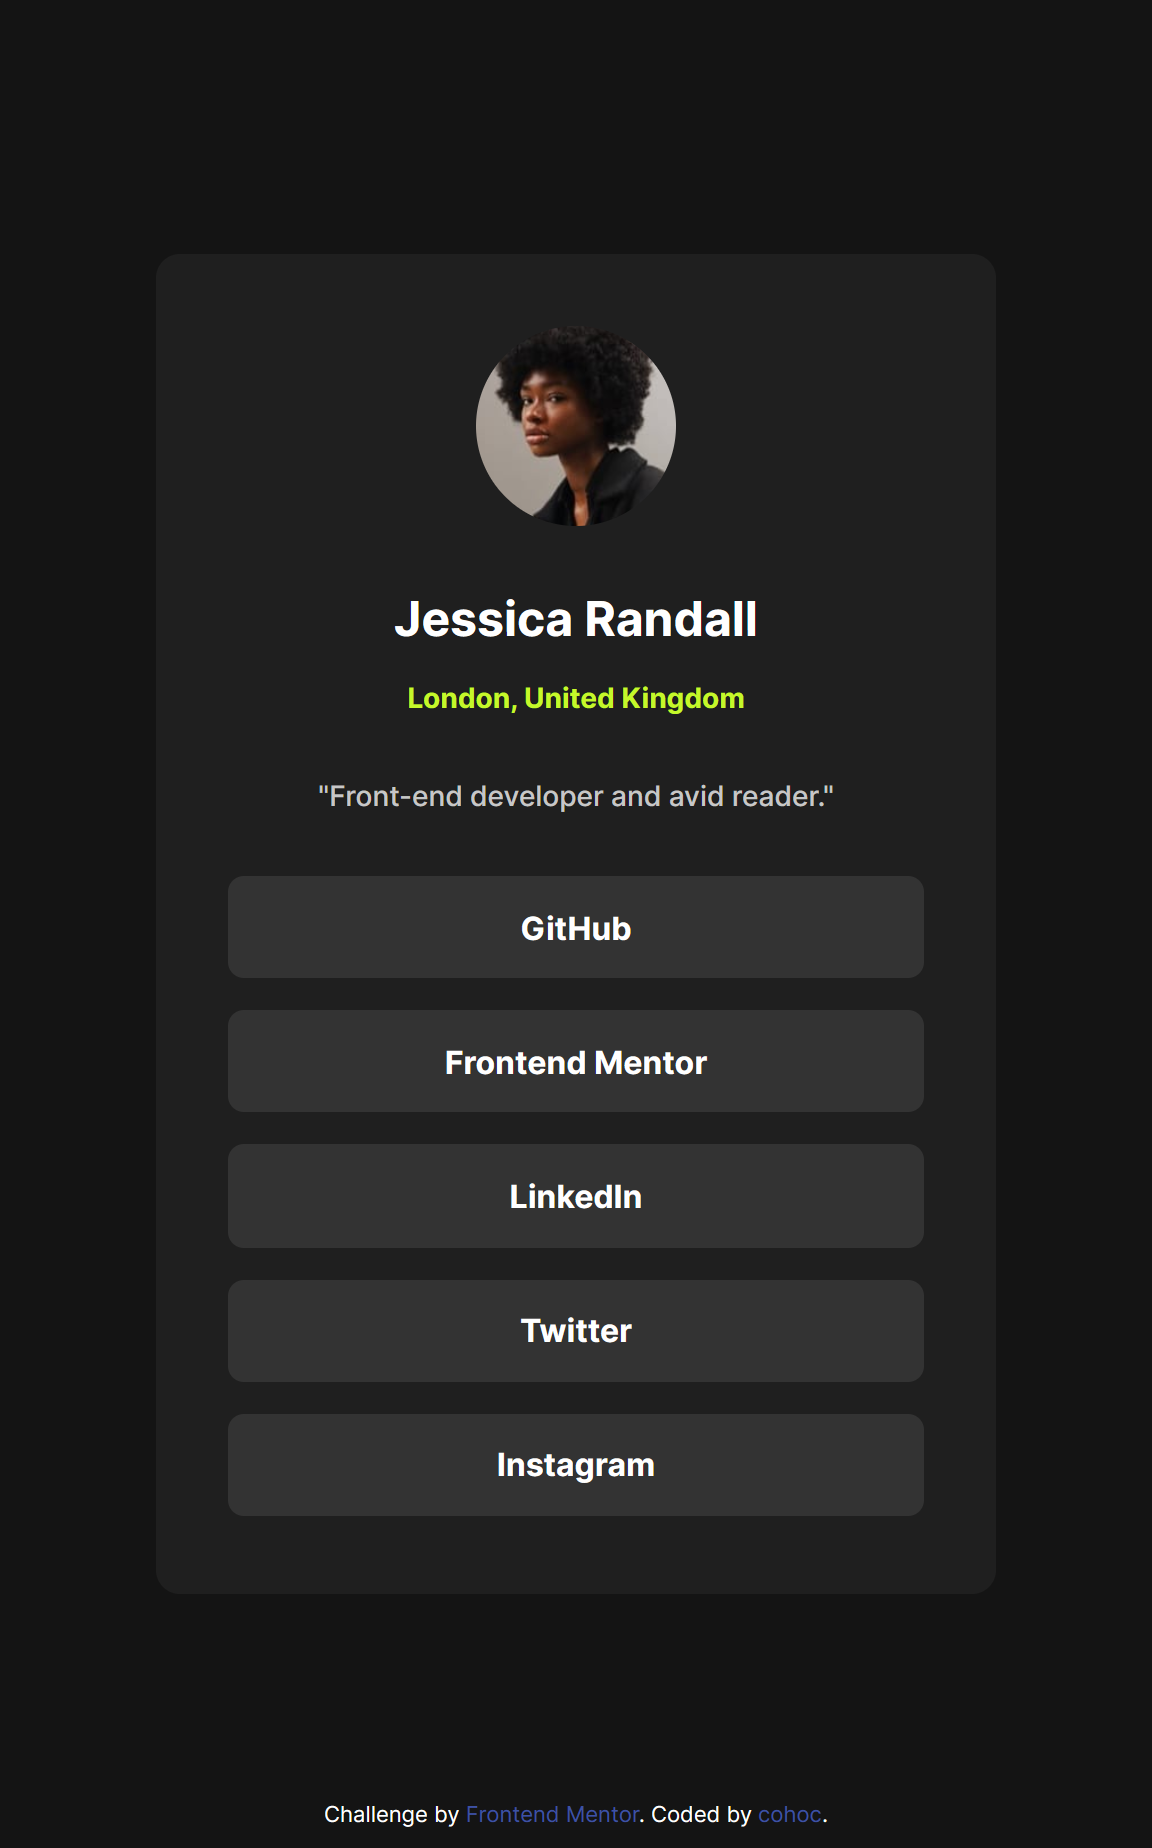 Jessica Randall
London, United Kingdom
"Front-end developer and avid reader."
GitHub
Frontend Mentor
LinkedIn
Twitter
Instagram
Challenge by Frontend Mentor. Coded by cohoc.